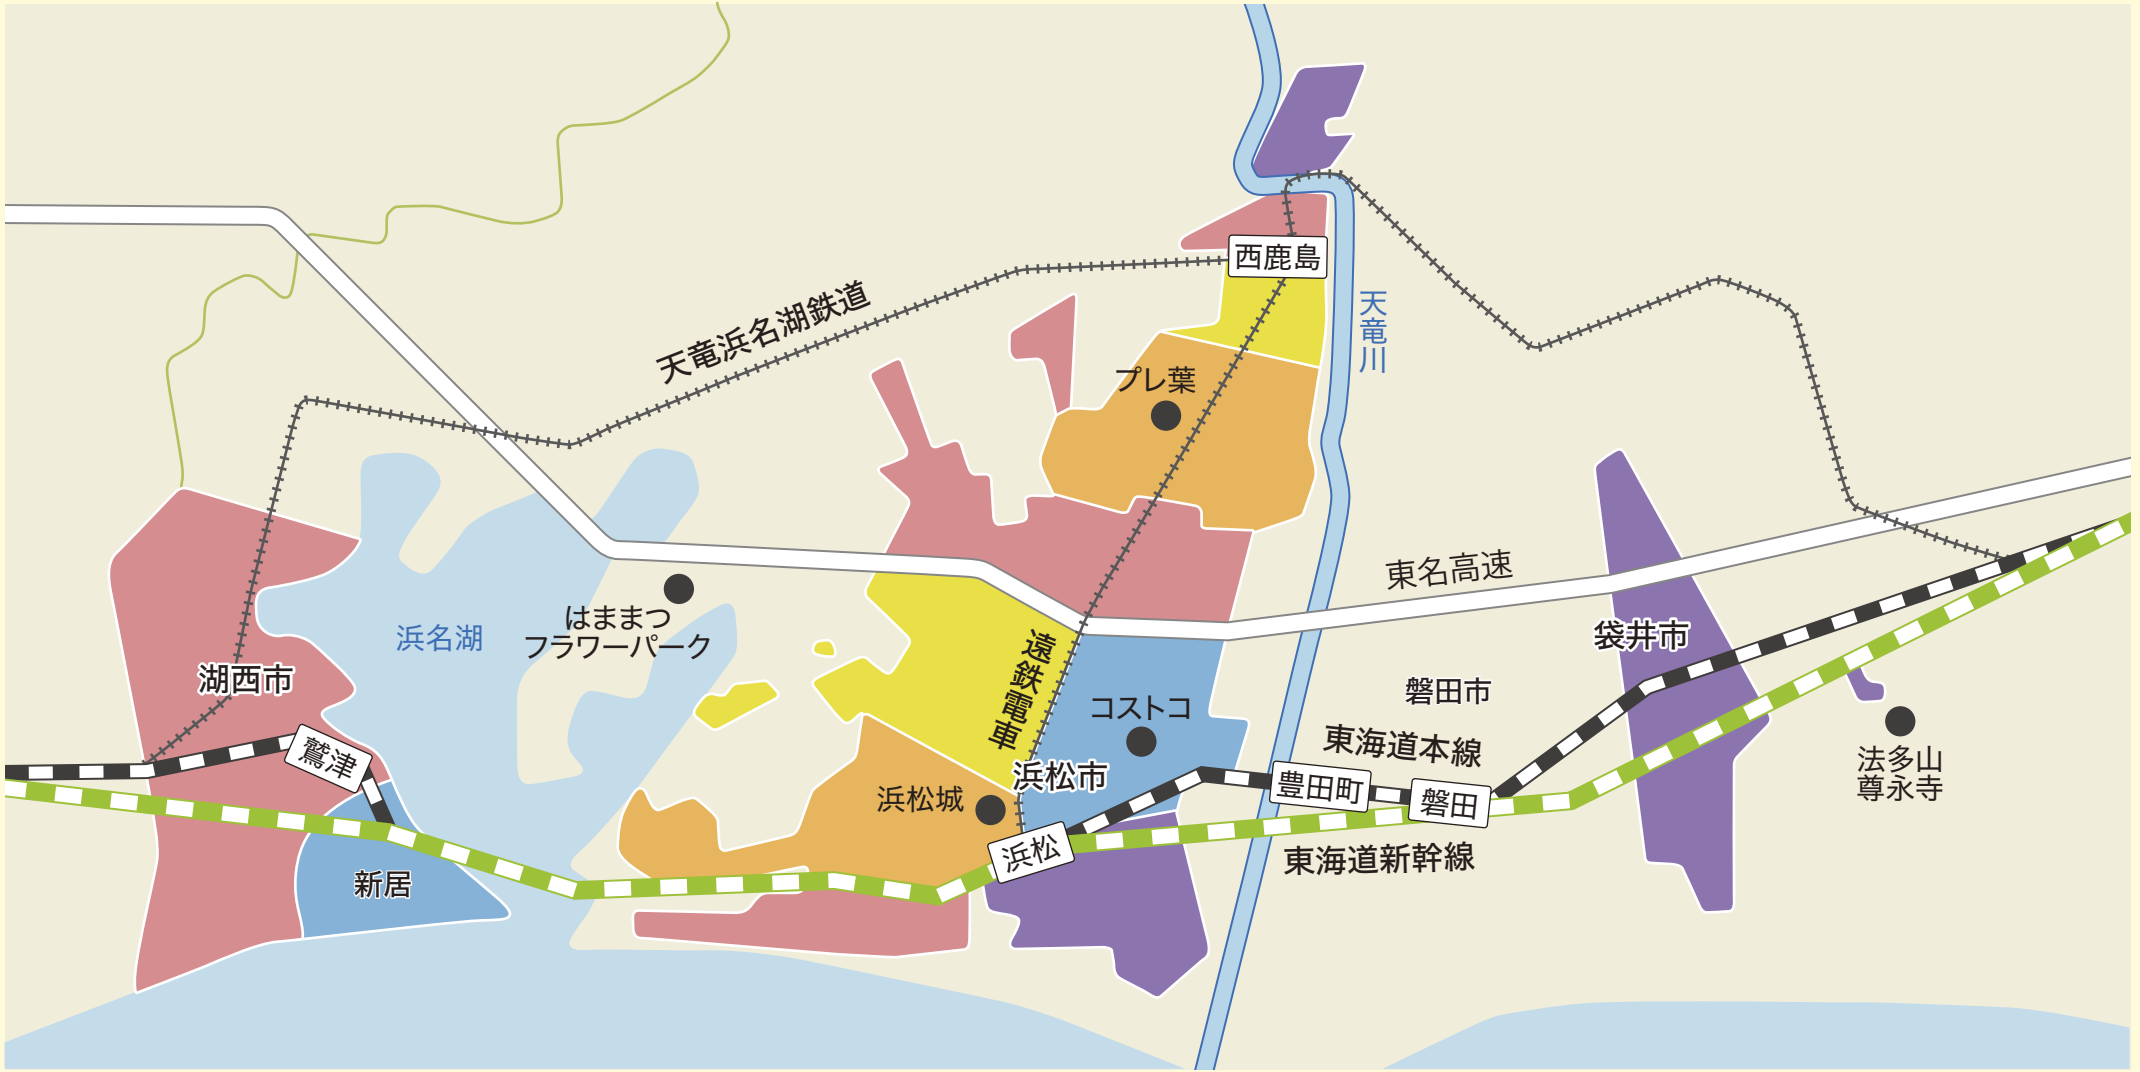 西鹿島
天竜浜名湖鉄道
天竜川
プレ葉
東名高速
はままつ
フラワーパーク
浜名湖
遠鉄電車
湖西市
袋井市
磐田市
コストコ
東海道本線
鷲津
浜松市
法多山
尊永寺
豊田町
磐田
浜松城
浜松
東海道新幹線
新居